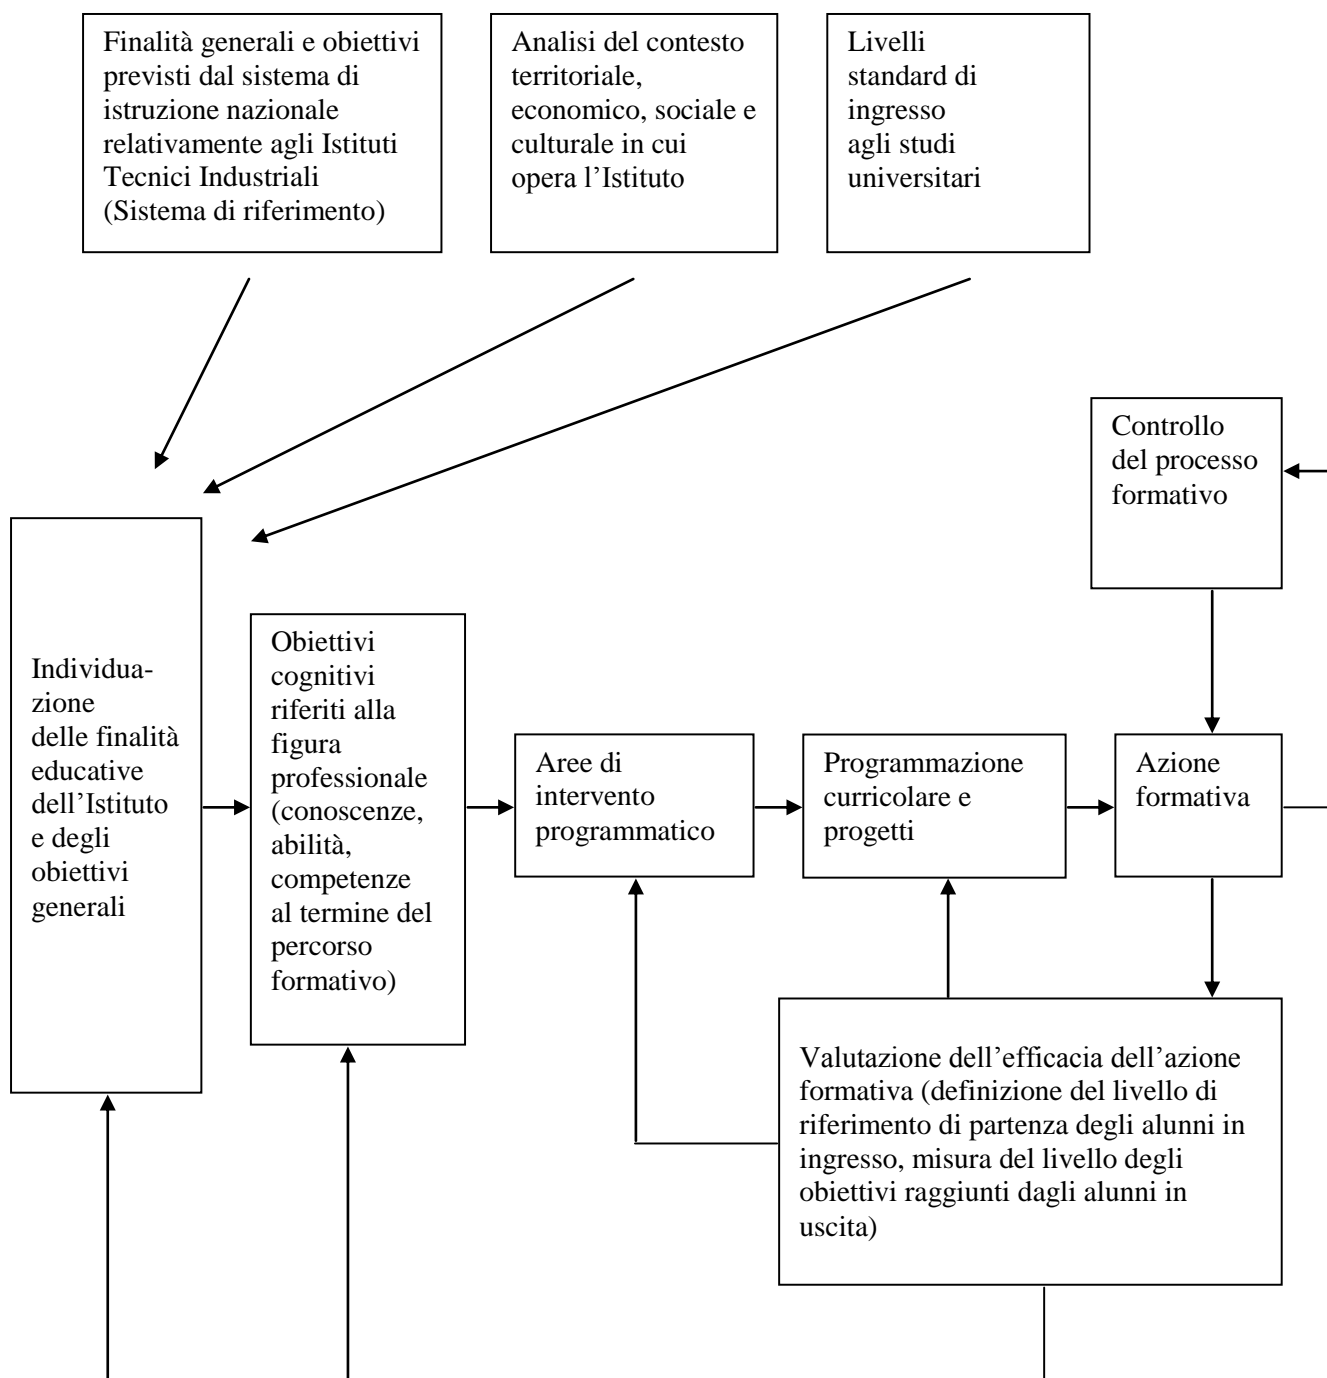 Finalità generali e obiettivi
previsti dal sistema di
istruzione nazionale
relativamente agli Istituti
Tecnici Industriali
(Sistema di riferimento)
Analisi del contesto
territoriale,
economico, sociale e
culturale in cui
opera l’Istituto
Livelli
standard di
ingresso
agli studi
universitari
Controllo
del processo
formativo
Individua-
zione
delle finalità
educative
dell’Istituto
e degli
obiettivi
generali
Obiettivi
cognitivi
riferiti alla
figura
professionale
(conoscenze,
abilità,
competenze
al termine del
percorso
formativo)
Aree di
intervento
programmatico
Programmazione
curricolare e
progetti
Azione
formativa
Valutazione dell’efficacia dell’azione
formativa (definizione del livello di
riferimento di partenza degli alunni in
ingresso, misura del livello degli
obiettivi raggiunti dagli alunni in
uscita)